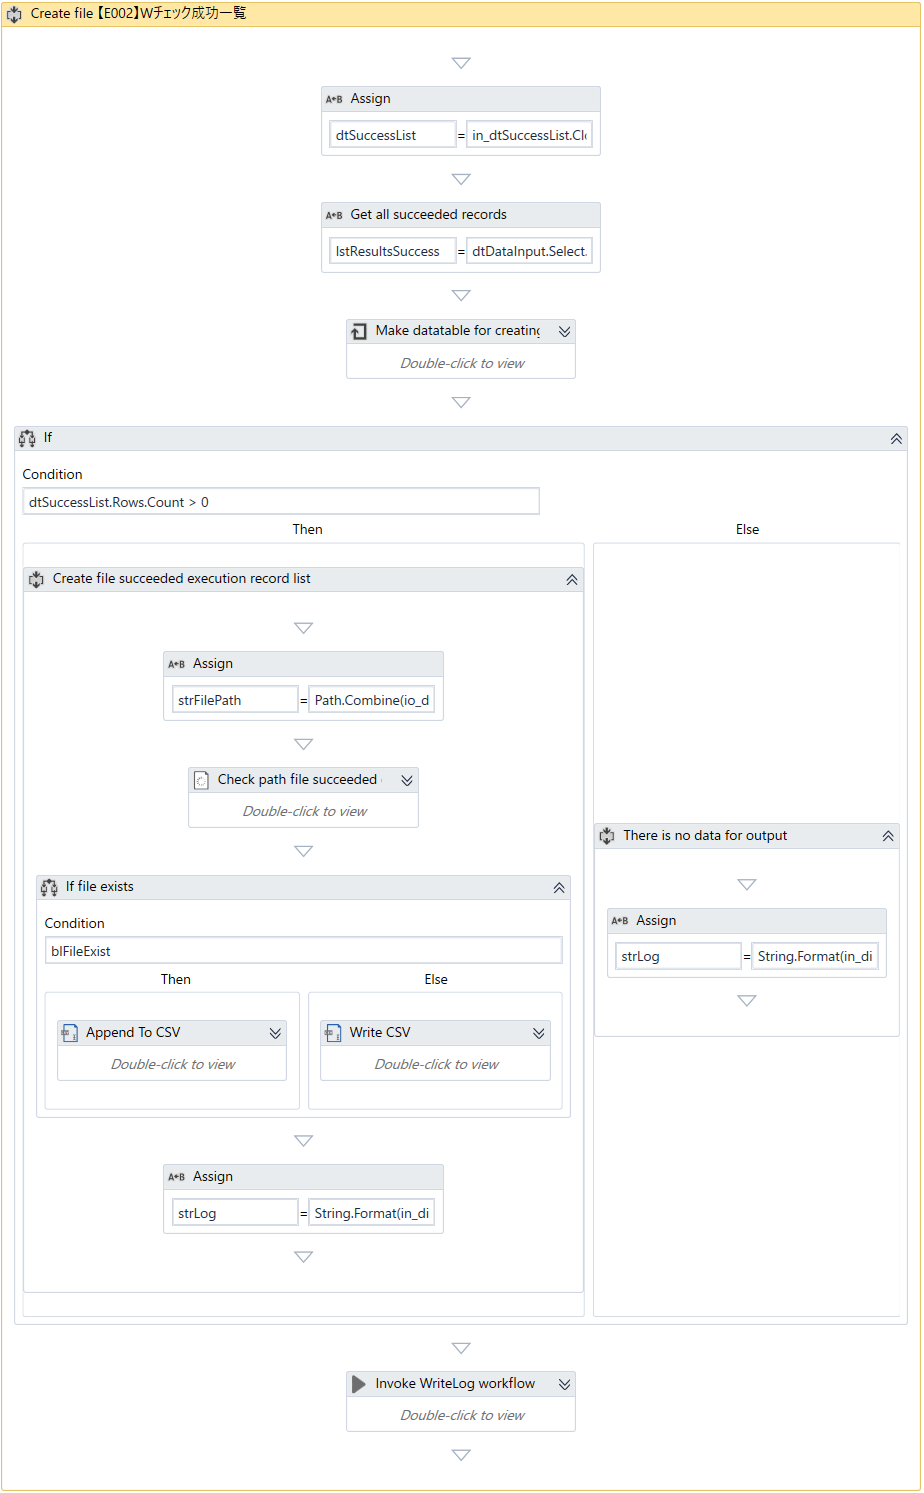 Create file 【E002】Wチェック成功一覧
A+B Assign
dtSuccessList = in_dtSuccessList.Clo
A+B Get all succeeded records
lstResultsSuccess = dtDataInput.Select.
Make datatable for creating
Double-click to view
If
Condition
dtSuccessList.Rows.Count > 0
Then
Else
Create file succeeded execution record list
A+B Assign
strFilePath = Path.Combine(io_d
Check path file succeeded
Double-click to view
If file exists
Condition
blFileExist
Then
Else
Append To CSV
Double-click to view
Write CSV
Double-click to view
A+B Assign
strLog = String.Format(in_di
There is no data for output
A+B Assign
strLog = String.Format(in_di
Invoke WriteLog workflow
Double-click to view